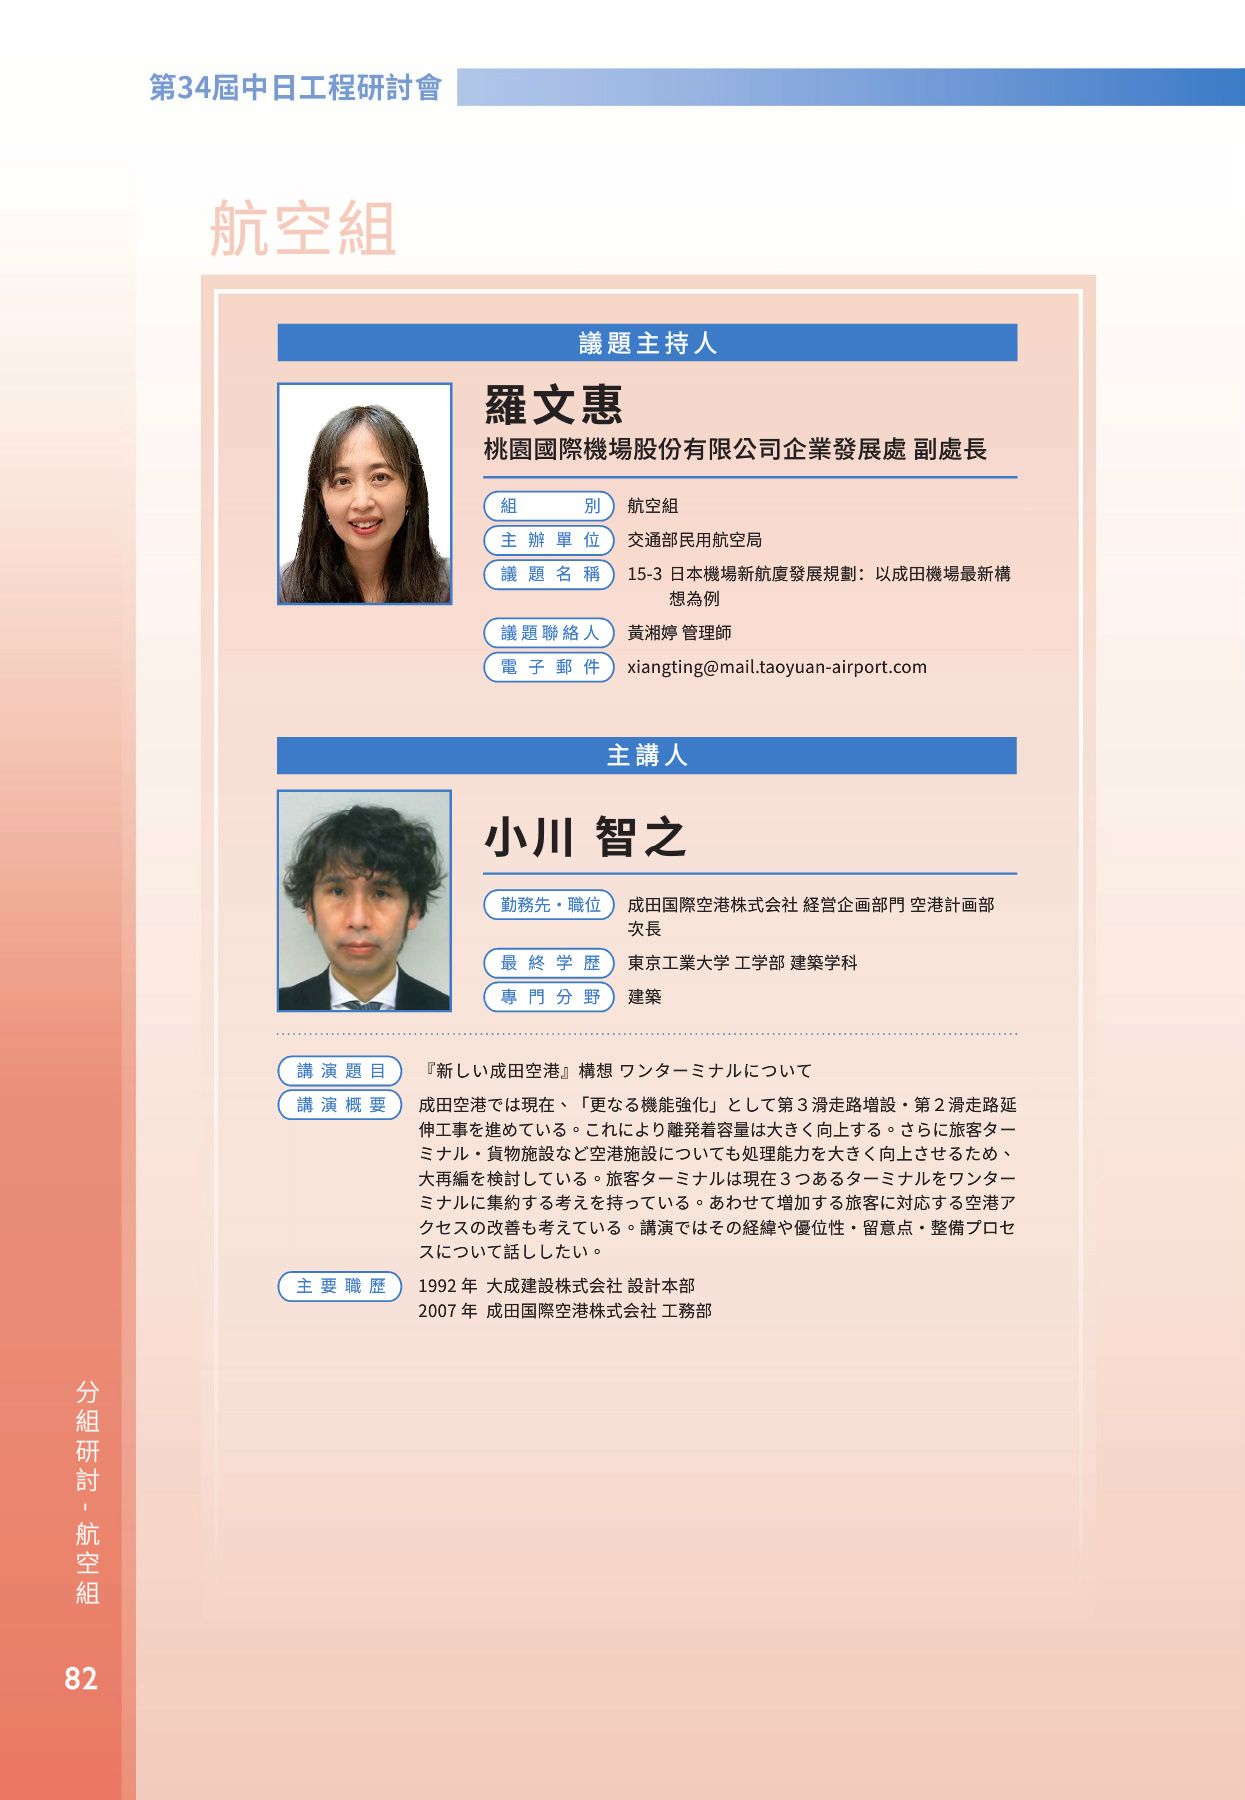 第34屆中日工程研討會
航空組
議題主持人
羅文惠
桃園國際機場股份有限公司企業發展處 副處長
組別 航空組
主辦單位 交通部民用航空局
議題名稱 15-3 日本機場新航廈發展規劃：以成田機場最新構
想為例
議題聯絡人 黃湘婷 管理師
電子郵件 xiangting@mail.taoyuan-airport.com
主講人
小川 智之
勤務先・職位 成田国際空港株式会社 経営企画部門 空港計画部
次長
最終学歴 東京工業大学 工学部 建築学科
專門分野 建築
講演題目 『新しい成田空港』構想 ワンターミナルについて
講演概要 成田空港では現在、「更なる機能強化」として第３滑走路増設・第２滑走路延
伸工事を進めている。これにより離発着容量は大きく向上する。さらに旅客ター
ミナル・貨物施設など空港施設についても処理能力を大きく向上させるため、
大再編を検討している。旅客ターミナルは現在３つあるターミナルをワンター
ミナルに集約する考えを持っている。あわせて増加する旅客に対応する空港ア
クセスの改善も考えている。講演ではその経緯や優位性・留意点・整備プロセ
スについて話ししたい。
主要職歷 1992 年 大成建設株式会社 設計本部
2007 年 成田国際空港株式会社 工務部
分組研討-航空組
82